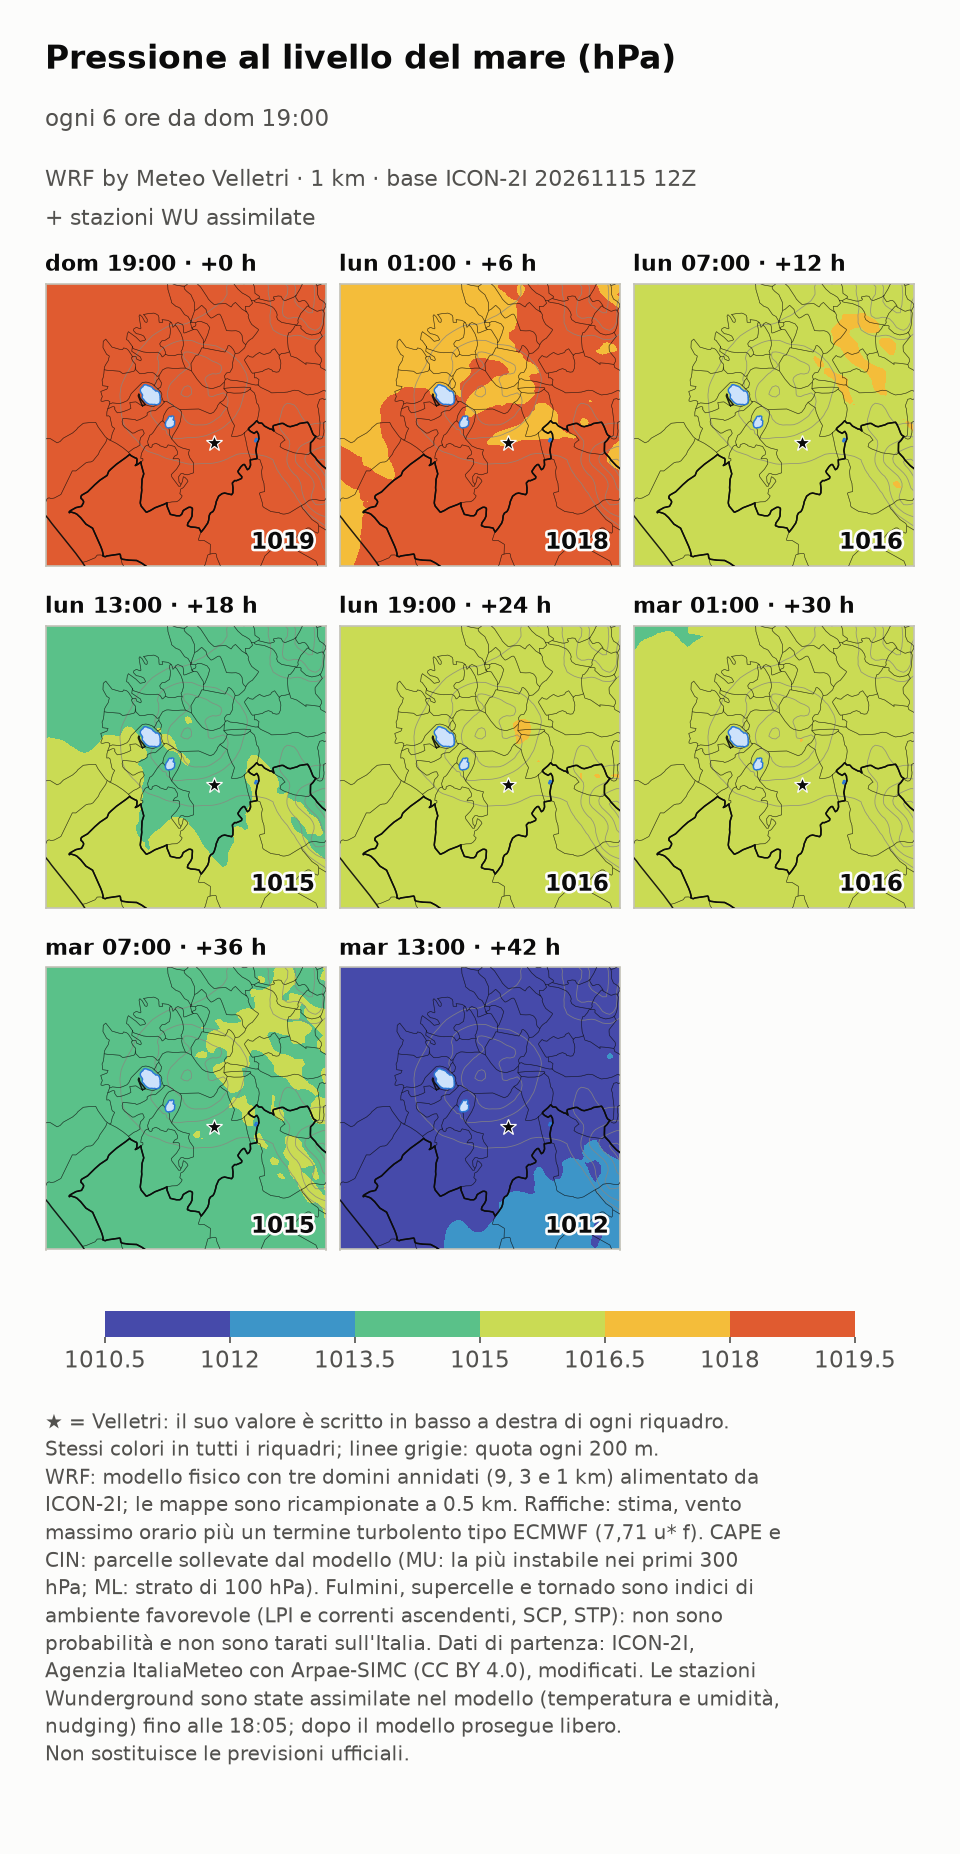 Pressione al livello del mare (hPa)
ogni 6 ore da dom 19:00
WRF by Meteo Velletri · 1 km · base ICON-2I 20261115 12Z
+ stazioni WU assimilate
dom 19:00 · +0 h
lun 01:00 · +6 h
lun 07:00 · +12 h
1019
1018
1016
lun 13:00 · +18 h
lun 19:00 · +24 h
mar 01:00 · +30 h
1015
1016
1016
mar 07:00 · +36 h
mar 13:00 · +42 h
1015
1012
1010.5 1012 1013.5 1015 1016.5 1018 1019.5
★ = Velletri: il suo valore è scritto in basso a destra di ogni riquadro.
Stessi colori in tutti i riquadri; linee grigie: quota ogni 200 m.
WRF: modello fisico con tre domini annidati (9, 3 e 1 km) alimentato da
ICON-2I; le mappe sono ricampionate a 0.5 km. Raffiche: stima, vento
massimo orario più un termine turbolento tipo ECMWF (7,71 u* f). CAPE e
CIN: parcelle sollevate dal modello (MU: la più instabile nei primi 300
hPa; ML: strato di 100 hPa). Fulmini, supercelle e tornado sono indici di
ambiente favorevole (LPI e correnti ascendenti, SCP, STP): non sono
probabilità e non sono tarati sull'Italia. Dati di partenza: ICON-2I,
Agenzia ItaliaMeteo con Arpae-SIMC (CC BY 4.0), modificati. Le stazioni
Wunderground sono state assimilate nel modello (temperatura e umidità,
nudging) fino alle 18:05; dopo il modello prosegue libero.
Non sostituisce le previsioni ufficiali.